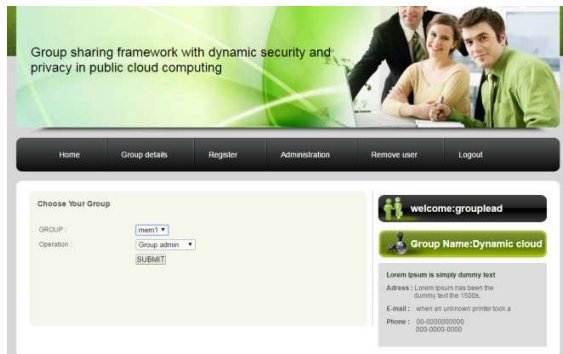 Group sharing framework with dynamic security and
privacy in public cloud computing
Home Group details Register Administration Remove user Logout
Choose Your Group
GROUP : mem1
Operation : Group admin
SUBMIT
welcome:grouplead
Group Name:Dynamic cloud
Lorem Ipsum is simply dummy text
Adress : Lorem Ipsum has been the
dummy text the 1500s,
E-mail : when an unknown printer took a
Phone : 00-0000000000
000-0000-0000